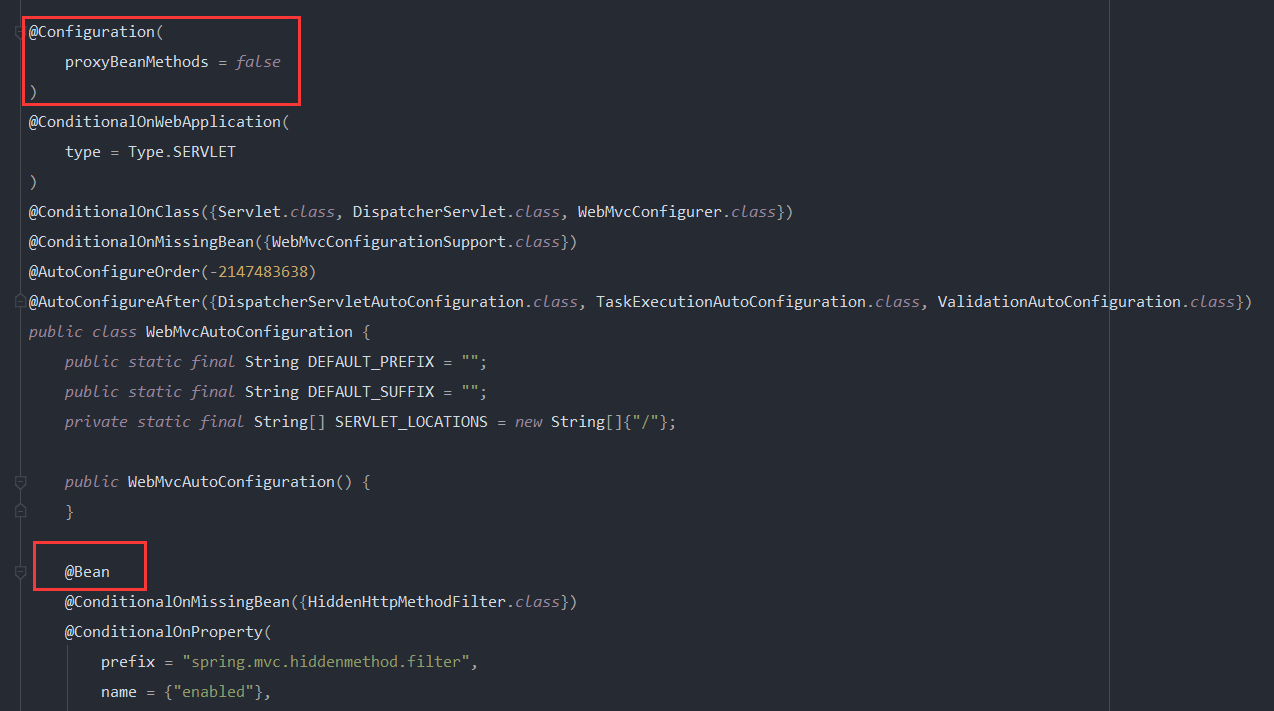 @Configuration(
    proxyBeanMethods = false
)
@ConditionalOnWebApplication(
    type = Type.SERVLET
)
@ConditionalOnClass({Servlet.class, DispatcherServlet.class, WebMvcConfigurer.class})
@ConditionalOnMissingBean({WebMvcConfigurationSupport.class})
@AutoConfigureOrder(-2147483638)
@AutoConfigureAfter({DispatcherServletAutoConfiguration.class, TaskExecutionAutoConfiguration.class, ValidationAutoConfiguration.class})
public class WebMvcAutoConfiguration {
    public static final String DEFAULT_PREFIX = "";
    public static final String DEFAULT_SUFFIX = "";
    private static final String[] SERVLET_LOCATIONS = new String[]{"/"};
    public WebMvcAutoConfiguration() {
    }
    @Bean
    @ConditionalOnMissingBean({HiddenHttpMethodFilter.class})
    @ConditionalOnProperty(
        prefix = "spring.mvc.hiddenmethod.filter",
        name = {"enabled"},